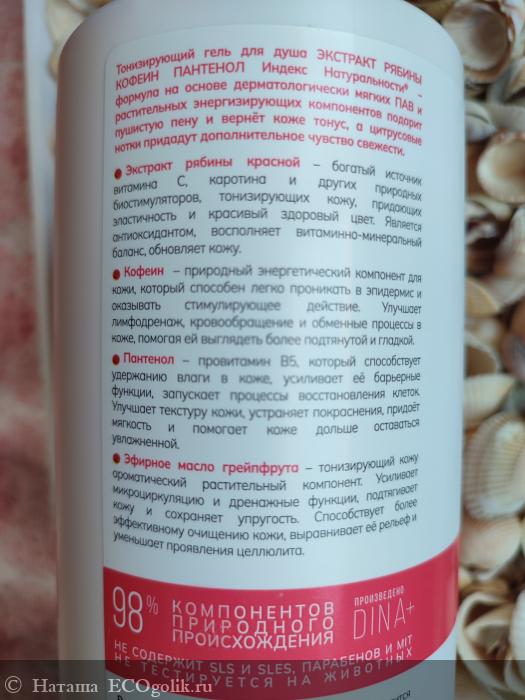 Тонизирующий гель для душа ЭКСТРАКТ РЯБИНЫ
КОФЕИН ПАНТЕНОЛ Индекс Натуральности® –
формула на основе дерматологически мягких ПАВ и
растительных энергизирующих компонентов подарит
пушистую пену и вернёт коже тонус, а цитрусовые
нотки придадут дополнительное чувство свежести.
Экстракт рябины красной – богатый источник
витамина С, каротина и других природных
биостимуляторов, тонизирующих кожу, придающих
эластичность и красивый здоровый цвет. Является
антиоксидантом, восполняет витаминно-минеральный
баланс, обновляет кожу.
Кофеин – природный энергетический компонент для
кожи, который способен легко проникать в эпидермис и
оказывать стимулирующее действие. Улучшает
лимфодренаж, кровообращение и обменные процессы в
коже, помогая ей выглядеть более подтянутой и гладкой.
Пантенол – провитамин В5, который способствует
удержанию влаги в коже, усиливает её барьерные
функции, запускает процессы восстановления клеток.
Улучшает текстуру кожи, устраняет покраснения, придаёт
мягкость и помогает коже дольше оставаться
увлажненной.
Эфирное масло грейпфрута – тонизирующий кожу
ароматический растительный компонент. Усиливает
микроциркуляцию и дренажные функции, подтягивает
кожу и сохраняет упругость. Способствует более
эффективному очищению кожи, выравнивает её рельеф и
уменьшает проявления целлюлита.
98% КОМПОНЕНТОВ
ПРИРОДНОГО
ПРОИСХОЖДЕНИЯ
ПРОИЗВЕДЕНО
DINA+
НЕ СОДЕРЖИТ SLS и SLES, ПАРАБЕНОВ и MIT
НЕ ТЕСТИРУЕТСЯ НА ЖИВОТНЫХ
© Наташа ECOgolik.ru